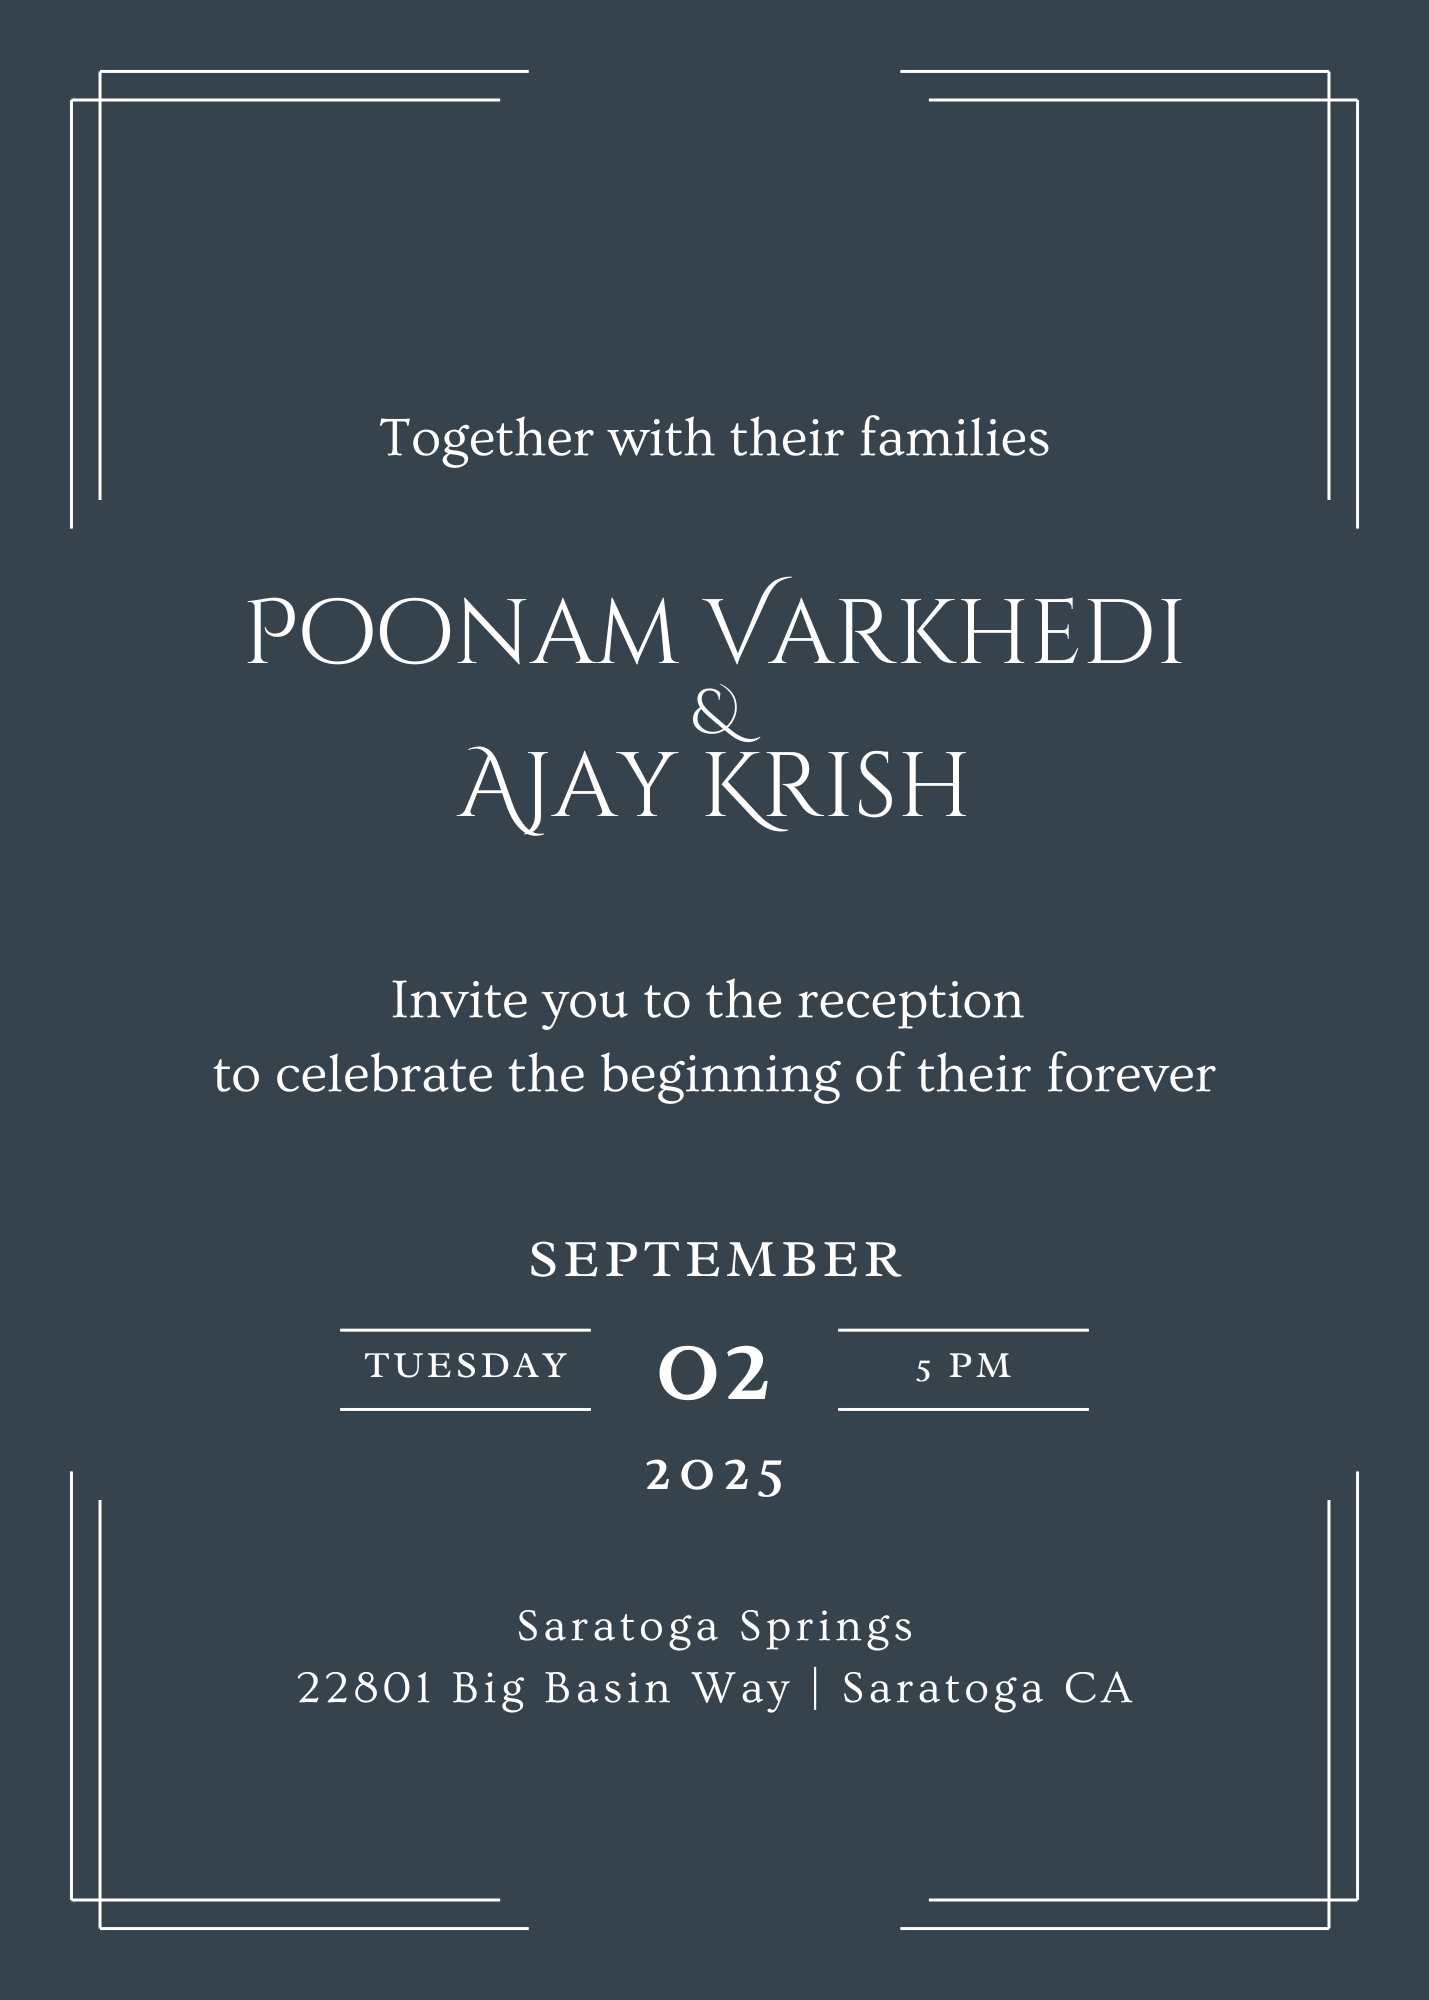 Together with their families
POONAM VARKHEDI
&
AJAY KRISH
Invite you to the reception
to celebrate the beginning of their forever
SEPTEMBER
TUESDAY 02 5 PM
2025
Saratoga Springs
22801 Big Basin Way | Saratoga CA